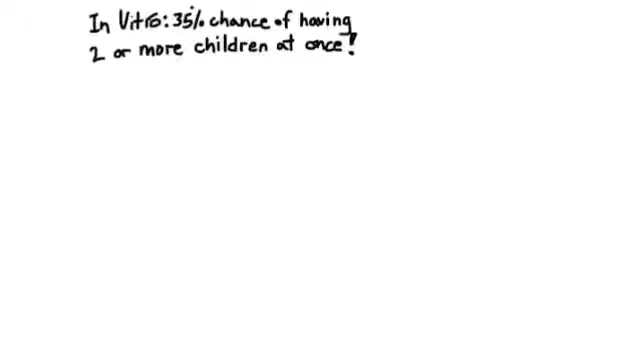 In Vitro: 35% chance of having
2 or more children at once!